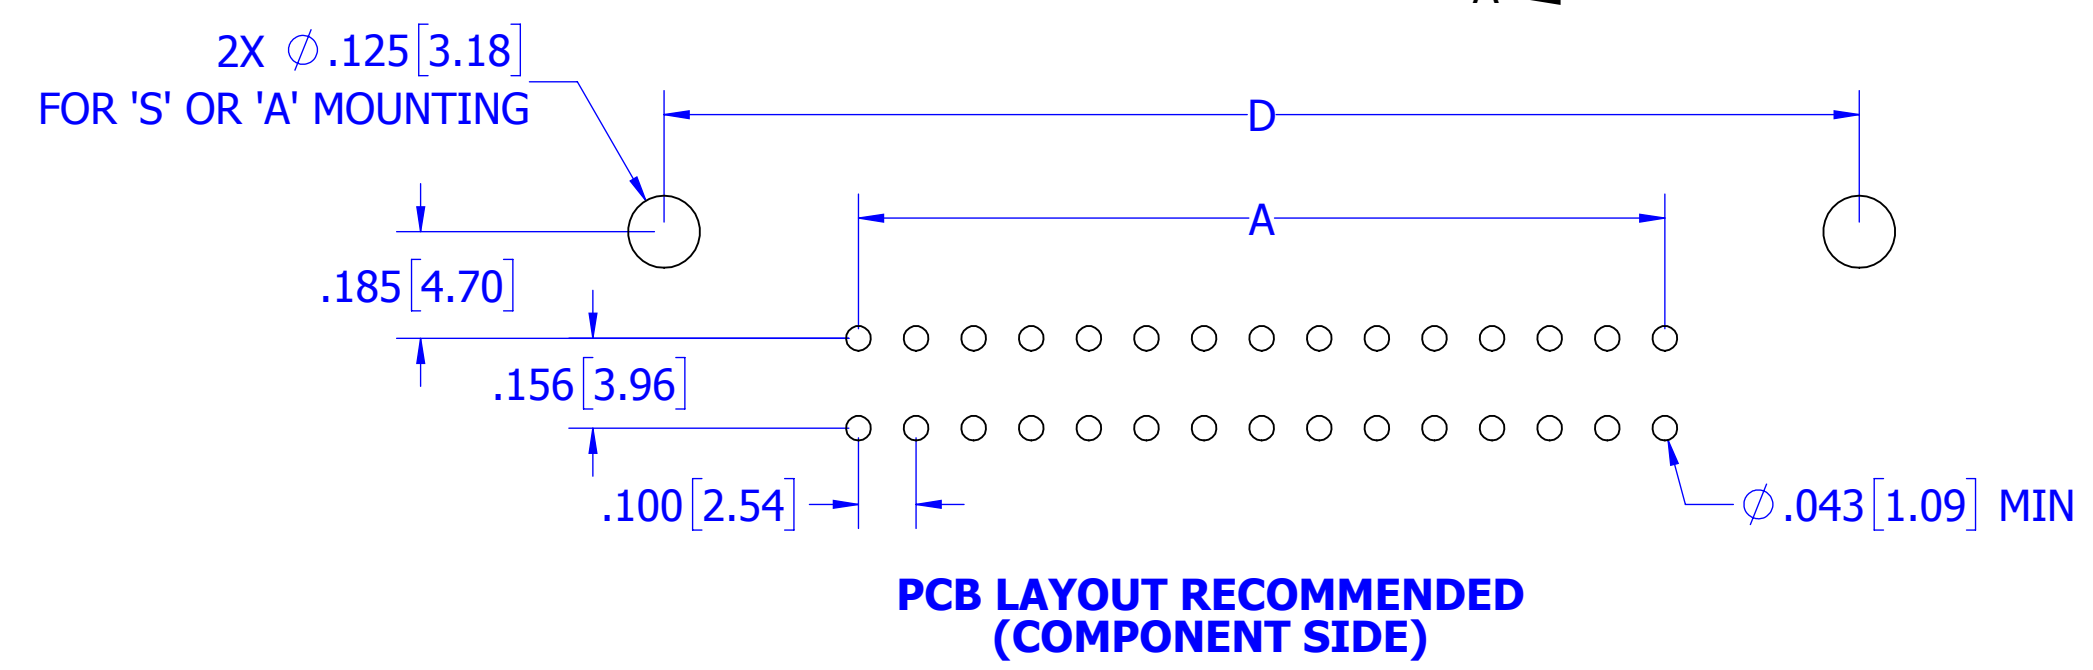 A
2X ∅.125[3.18]
FOR 'S' OR 'A' MOUNTING
D
A
.185[4.70]
.156[3.96]
.100[2.54]
∅.043[1.09] MIN
PCB LAYOUT RECOMMENDED
(COMPONENT SIDE)